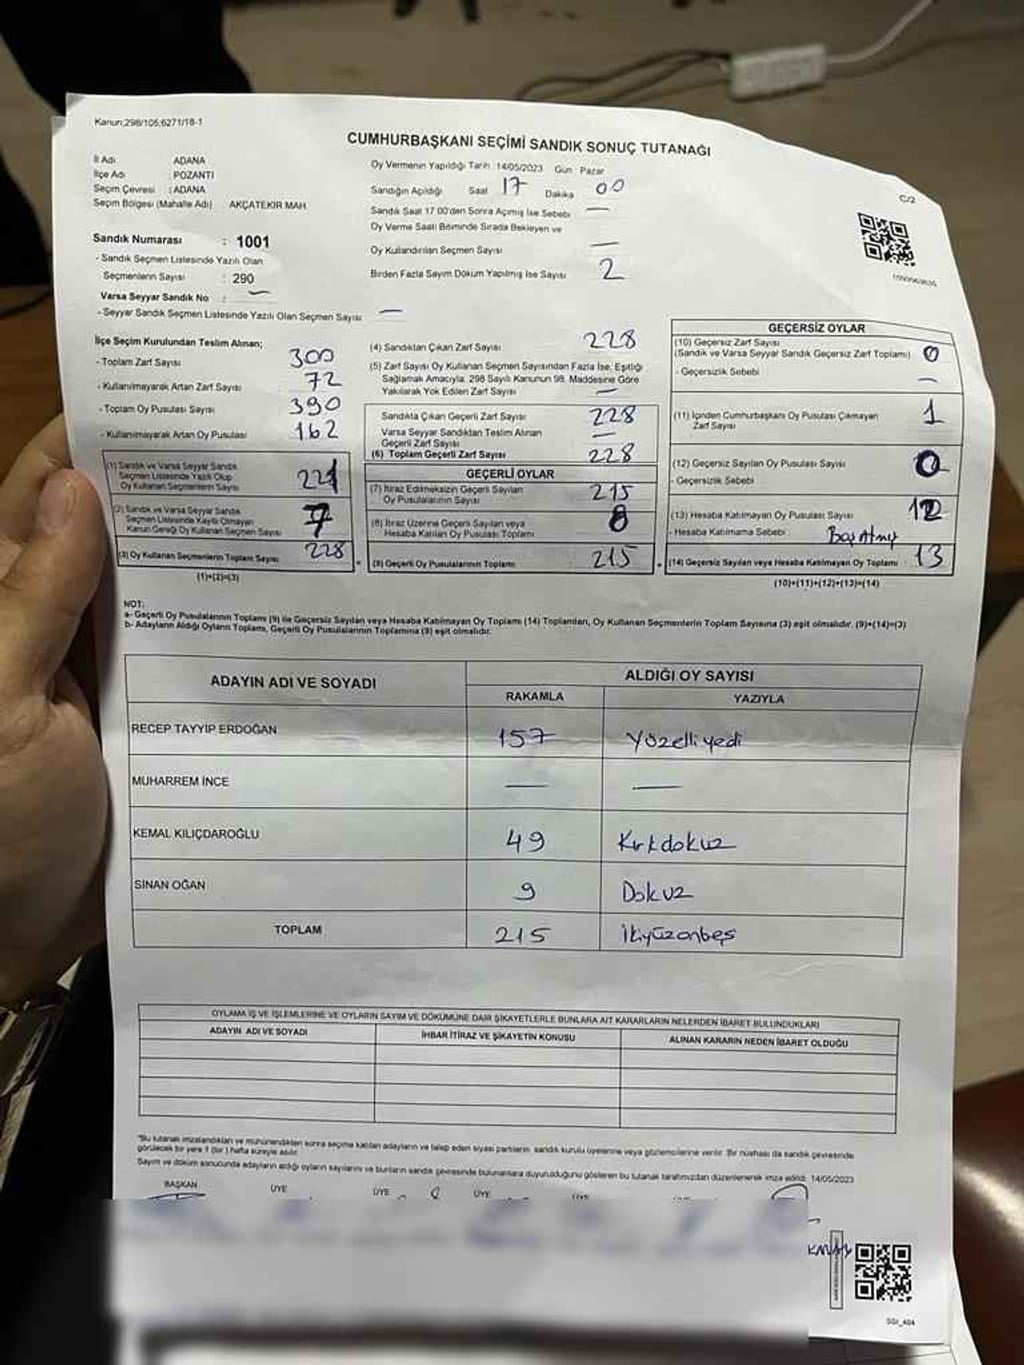 Kanun;298/105;6271/18-1
CUMHURBAŞKANI SEÇİMİ SANDIK SONUÇ TUTANAĞI
İl Adı : ADANA
İlçe Adı : POZANTI
Seçim Çevresi : ADANA
Seçim Bölgesi (Mahalle Adı) : AKÇATEKİR MAH.
Sandık Numarası : 1001
- Sandık Seçmen Listesinde Yazılı Olan
Seçmenlerin Sayısı : 290
Varsa Seyyar Sandık No : —
- Seyyar Sandık Seçmen Listesinde Yazılı Olan Seçmen Sayısı —
Oy Vermenin Yapıldığı Tarih :14/05/2023 Gün : Pazar
Sandığın Açıldığı Saat 17 Dakika 00
Sandık Saat 17.00'den Sonra Açılmış İse Sebebi —
Oy Verme Saati Bitiminde Sırada Bekleyen ve
Oy Kullandırılan Seçmen Sayısı —
Birden Fazla Sayım Döküm Yapılmış İse Sayısı 2
C/2
İlçe Seçim Kurulundan Teslim Alınan;
- Toplam Zarf Sayısı 300
- Kullanılmayarak Artan Zarf Sayısı 72
- Toplam Oy Pusulası Sayısı 390
- Kullanılmayarak Artan Oy Pusulası 162
(1) Sandık ve Varsa Seyyar Sandık
Seçmen Listesinde Yazılı Olup
Oy Kullanan Seçmenlerin Sayısı 221
(2) Sandık ve Varsa Seyyar Sandık
Seçmen Listesinde Kayıtlı Olmayan
Kanun Gereği Oy Kullanan Seçmen Sayısı 7
(3) Oy Kullanan Seçmenlerin Toplam Sayısı 228
(1)+(2)=(3)
(4) Sandıktan Çıkan Zarf Sayısı 228
(5) Zarf Sayısı Oy Kullanan Seçmen Sayısından Fazla İse, Eşitliği
Sağlamak Amacıyla, 298 Sayılı Kanunun 98. Maddesine Göre
Yakılarak Yok Edilen Zarf Sayısı —
Sandıkta Çıkan Geçerli Zarf Sayısı 228
Varsa Seyyar Sandıktan Teslim Alınan
Geçerli Zarf Sayısı —
(6) Toplam Geçerli Zarf Sayısı 228
GEÇERLİ OYLAR
(7) İtiraz Edilmeksizin Geçerli Sayılan
Oy Pusulalarının Sayısı 215
(8) İtiraz Üzerine Geçerli Sayılan veya
Hesaba Katılan Oy Pusulaları Toplamı
(9) Geçerli Oy Pusulalarının Toplamı 215
GEÇERSİZ OYLAR
(10) Geçersiz Zarf Sayısı
(Sandık ve Varsa Seyyar Sandık Geçersiz Zarf Toplamı) 0
- Geçersizlik Sebebi —
(11) İçinden Cumhurbaşkanı Oy Pusulası Çıkmayan
Zarf Sayısı 1
(12) Geçersiz Sayılan Oy Pusulası Sayısı 0
- Geçersizlik Sebebi
(13) Hesaba Katılmayan Oy Pusulası Sayısı 12
- Hesaba Katılmama Sebebi
(14) Geçersiz Sayılan veya Hesaba Katılmayan Oy Toplamı : 13
(10)+(11)+(12)+(13)=(14)
NOT:
a- Geçerli Oy Pusulalarının Toplamı (9) ile Geçersiz Sayılan veya Hesaba Katılmayan Oy Toplamı (14) Toplamları, Oy Kullanan Seçmenlerin Toplam Sayısına (3) eşit olmalıdır. (9)+(14)=(3)
b- Adayların Aldığı Oyların Toplamı, Geçerli Oy Pusulalarının Toplamına (9) eşit olmalıdır.
ADAYIN ADI VE SOYADI ALDIĞI OY SAYISI
RAKAMLA YAZIYLA
RECEP TAYYİP ERDOĞAN 157 Yüzelliyedi
MUHARREM İNCE — —
KEMAL KILIÇDAROĞLU 49 Kırkdokuz
SİNAN OĞAN 9 Dokuz
TOPLAM 215 İkiyüzonbeş
OYLAMA İŞ VE İŞLEMLERİNE VE OYLARIN SAYIM VE DÖKÜMÜNE DAİR ŞİKAYETLERLE BUNLARA AİT KARARLARIN NELERDEN İBARET BULUNDUKLARI
ADAYIN ADI VE SOYADI İHBAR İTİRAZ VE ŞİKAYETİN KONUSU ALINAN KARARIN NEDEN İBARET OLDUĞU
"Bu tutanak imzalandıktan ve mühürlendikten sonra seçime katılan adayların ve talep eden siyasi partilerin sandık kurulu üyelerine veya gözlemcilerine verilir. Bir nüshası da sandık çevresinde
görülecek bir yere 1 (bir) hafta süreyle asılır.
Sayım ve döküm sonucunda adayların aldığı oyların sayılarını ve bunların sandık çevresinde bulunanlara duyurulduğunu gösteren bu tutanak tarafımızdan düzenlenerek imza edildi. 14/05/2023
BAŞKAN ÜYE ÜYE ÜYE
SGI_404